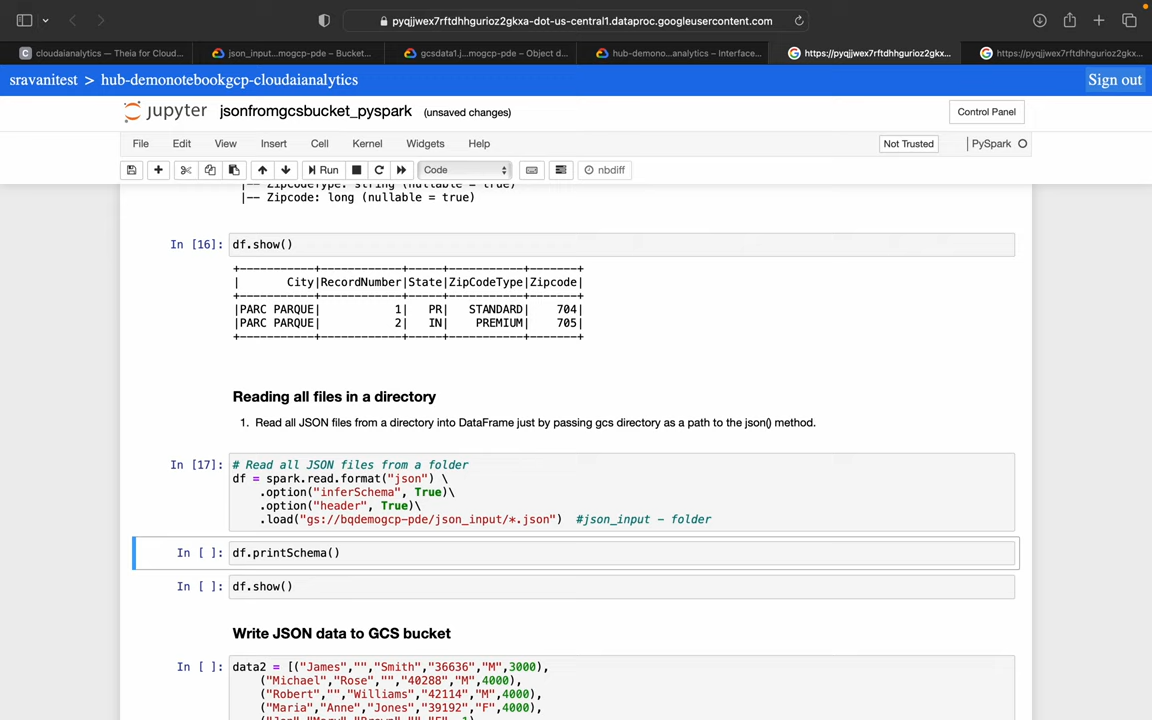 pyqjjwex7rftdhhgurioz2gkxa-dot-us-central1.dataproc.googleusercontent.com
cloudaianalytics — Theia for Cloud...
json_input...mogcp-pde – Bucket...
gcsdata1.j...mogcp-pde – Object d...
hub-demono...analytics – Interface...
https://pyqjjwex7rftdhhgurioz2gkx...
https://pyqjjwex7rftdhhgurioz2gkx...
sravanitest > hub-demonotebookgcp-cloudaianalytics
Sign out
jupyter jsonfromgcsbucket_pyspark (unsaved changes)
Control Panel
File Edit View Insert Cell Kernel Widgets Help
Not Trusted
PySpark
Run
Code
nbdiff
|-- ZipCodeType: string (nullable = true)
|-- Zipcode: long (nullable = true)
In [16]: df.show()
+-----------+------------+-----+-----------+-------+
|       City|RecordNumber|State|ZipCodeType|Zipcode|
+-----------+------------+-----+-----------+-------+
|PARC PARQUE|           1|   PR|   STANDARD|    704|
|PARC PARQUE|           2|   IN|    PREMIUM|    705|
+-----------+------------+-----+-----------+-------+
Reading all files in a directory
1. Read all JSON files from a directory into DataFrame just by passing gcs directory as a path to the json() method.
In [17]: # Read all JSON files from a folder
df = spark.read.format("json") \
.option("inferSchema", True)\
.option("header", True)\
.load("gs://bqdemogcp-pde/json_input/*.json")  #json_input - folder
In [ ]: df.printSchema()
In [ ]: df.show()
Write JSON data to GCS bucket
In [ ]: data2 = [("James","","Smith","36636","M",3000),
("Michael","Rose","","40288","M",4000),
("Robert","","Williams","42114","M",4000),
("Maria","Anne","Jones","39192","F",4000),